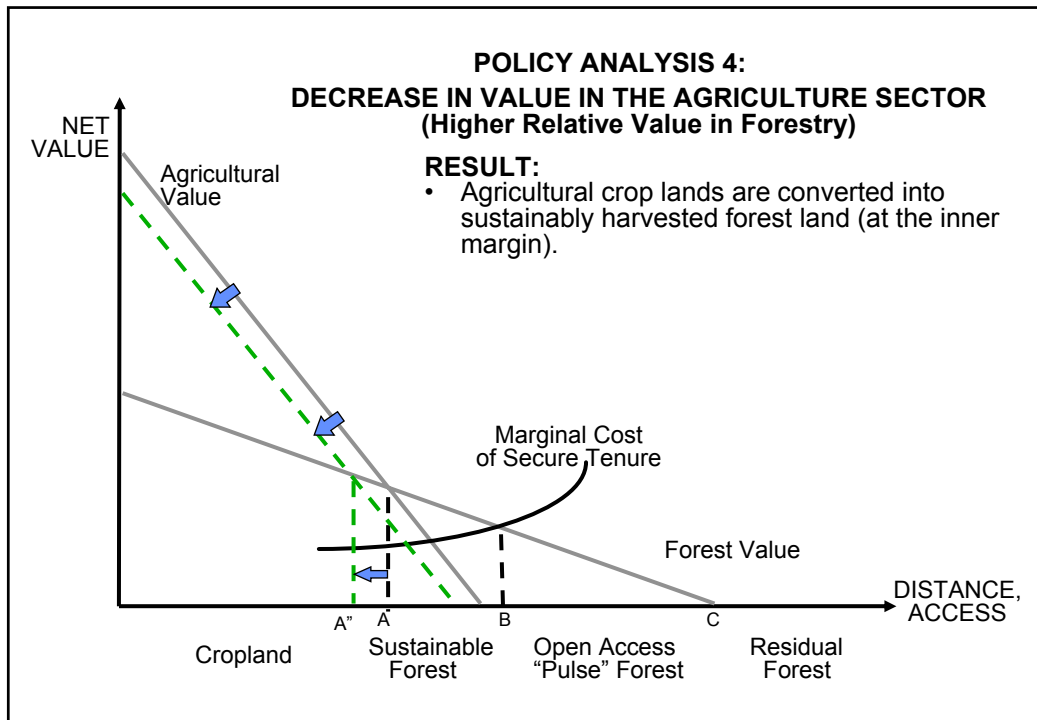 POLICY ANALYSIS 4:
DECREASE IN VALUE IN THE AGRICULTURE SECTOR
(Higher Relative Value in Forestry)
NET
VALUE
Agricultural
Value
RESULT:
• Agricultural crop lands are converted into
sustainably harvested forest land (at the inner
margin).
Marginal Cost
of Secure Tenure
Forest Value
DISTANCE,
ACCESS
A”
A
B
C
Cropland
Sustainable
Forest
Open Access
“Pulse” Forest
Residual
Forest